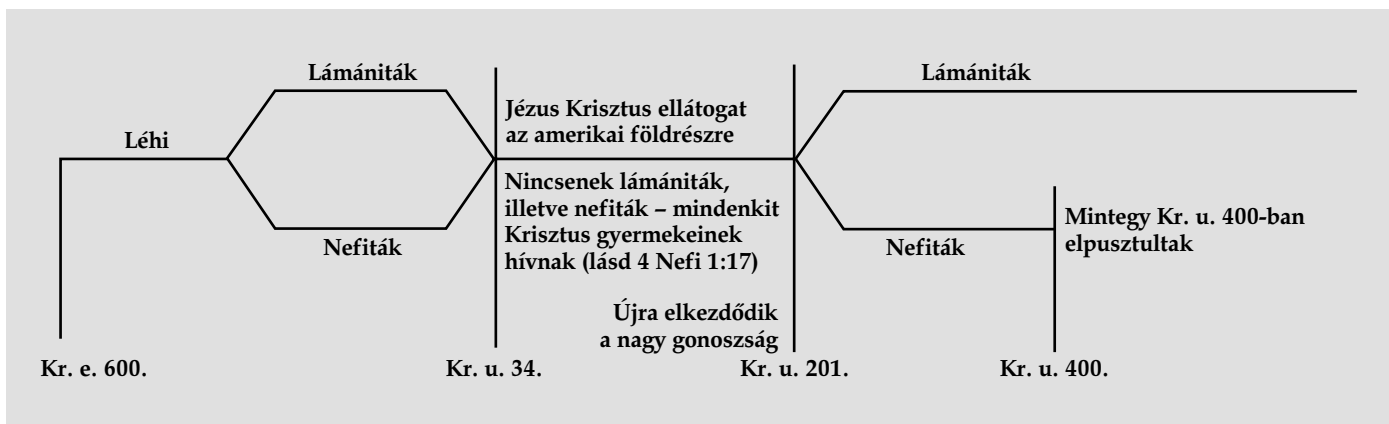 Lámániták
Lámániták
Jézus Krisztus ellátogat
az amerikai földrészre
Léhi
Nincsenek lámániták,
illetve nefiták – mindenkit
Krisztus gyermekeinek
hívnak (lásd 4 Nefi 1:17)
Mintegy Kr. u. 400-ban
elpusztultak
Nefiták
Nefiták
Újra elkezdődik
a nagy gonoszság
Kr. e. 600.
Kr. u. 34.
Kr. u. 201.
Kr. u. 400.